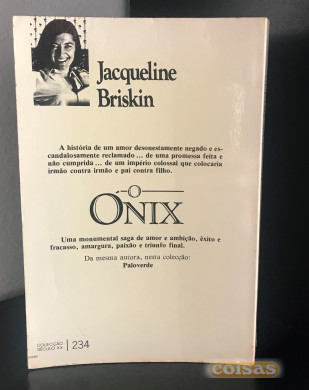 Jacqueline
Briskin
A história de um amor desonestamente negado e es-
candalosamente reclamado ... de uma promessa feita e
não cumprida ... de um império colossal que colocaria
irmão contra irmão e pai contra filho.
O
ÓNIX
Uma monumental saga de amor e ambição, êxito e
fracasso, amargura, paixão e triunfo final.
Da mesma autora, nesta colecção:
Paloverde
COLECÇÃO
SÉCULO XX
234
coisas